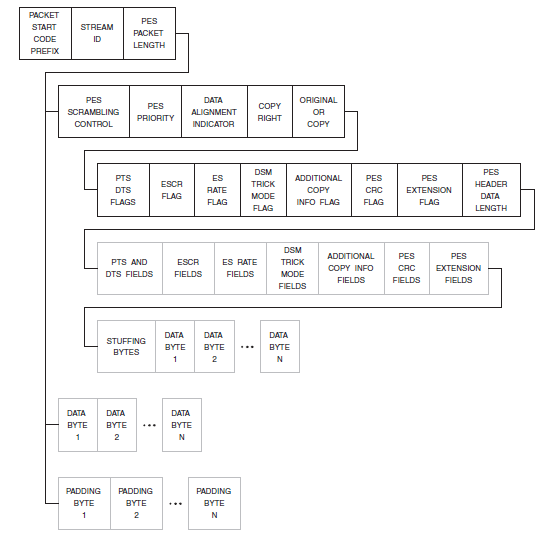 PACKET
START
CODE
PREFIX
STREAM
ID
PES
PACKET
LENGTH
PES
SCRAMBLING
CONTROL
PES
PRIORITY
DATA
ALIGNMENT
INDICATOR
COPY
RIGHT
ORIGINAL
OR
COPY
PTS
DTS
FLAGS
ESCR
FLAG
ES
RATE
FLAG
DSM
TRICK
MODE
FLAG
ADDITIONAL
COPY
INFO FLAG
PES
CRC
FLAG
PES
EXTENSION
FLAG
PES
HEADER
DATA
LENGTH
PTS AND
DTS FIELDS
ESCR
FIELDS
ES RATE
FIELDS
DSM
TRICK
MODE
FIELDS
ADDITIONAL
COPY INFO
FIELDS
PES
CRC
FIELDS
PES
EXTENSION
FIELDS
STUFFING
BYTES
DATA
BYTE
1
DATA
BYTE
2
•••
DATA
BYTE
N
DATA
BYTE
1
DATA
BYTE
2
•••
DATA
BYTE
N
PADDING
BYTE
1
PADDING
BYTE
2
•••
PADDING
BYTE
N